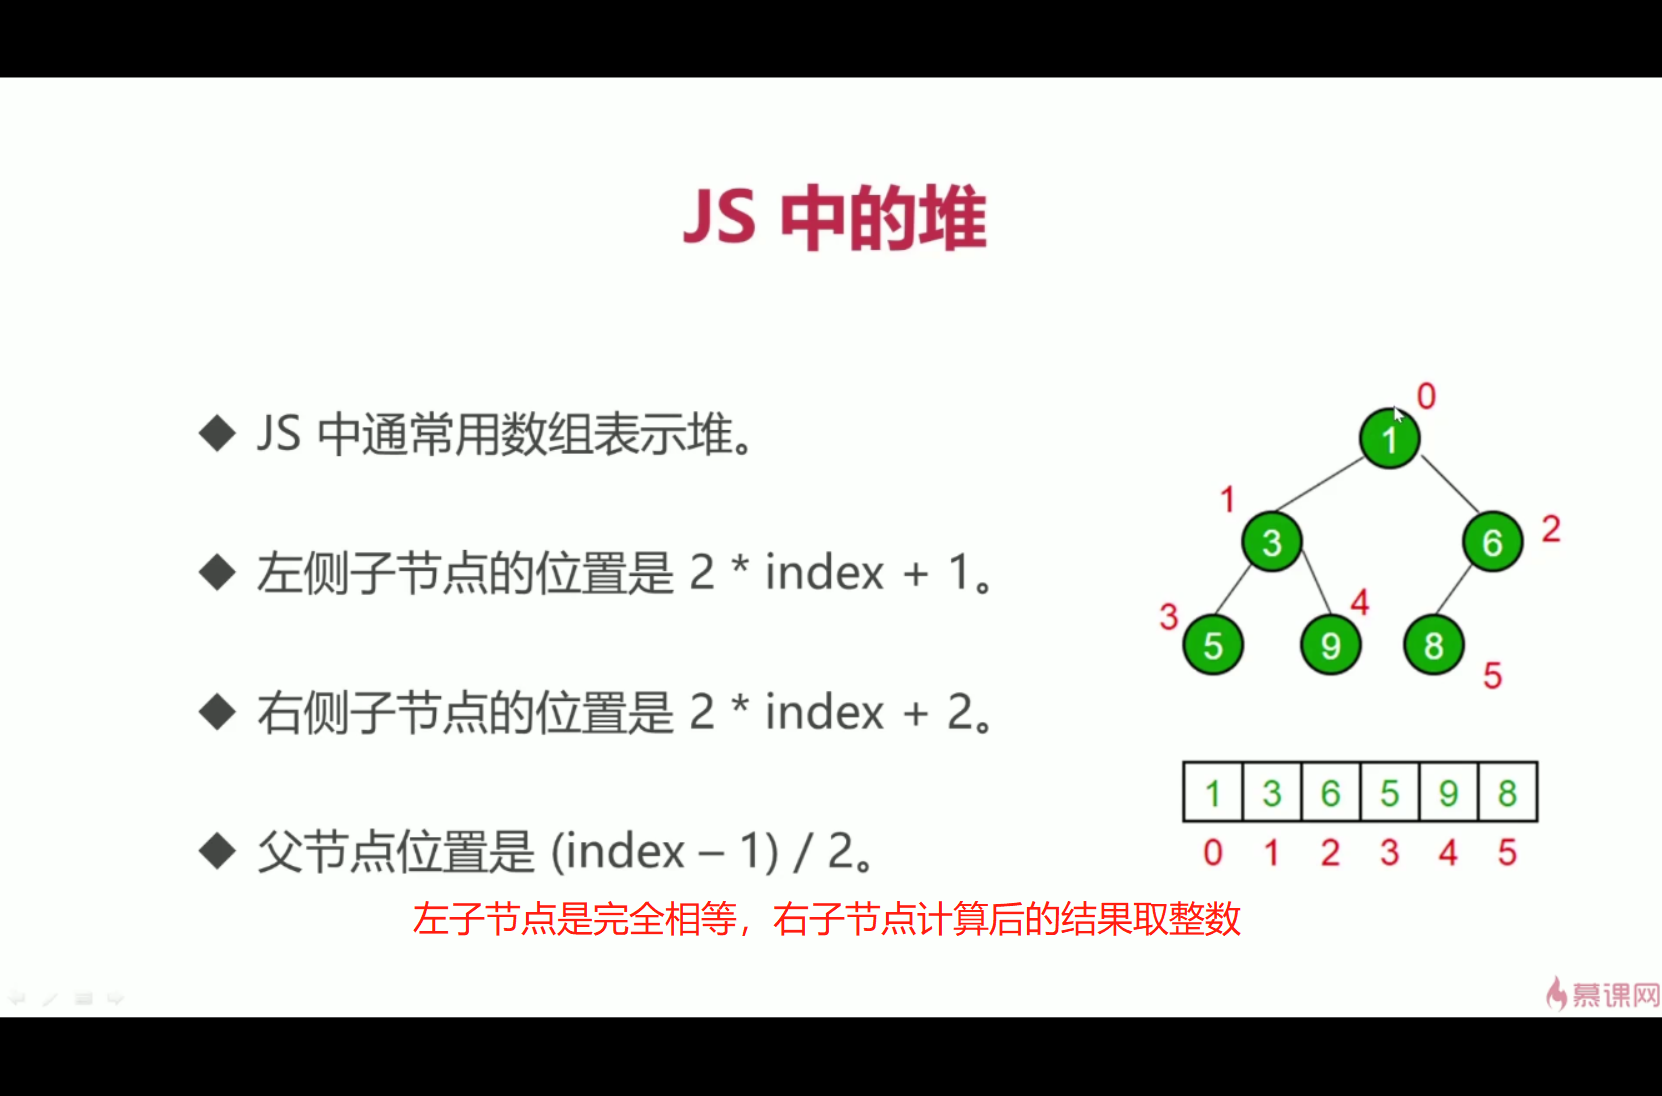 JS 中的堆
◆ JS 中通常用数组表示堆。
◆ 左侧子节点的位置是 2 * index + 1。
◆ 右侧子节点的位置是 2 * index + 2。
◆ 父节点位置是 (index – 1) / 2。
左子节点是完全相等，右子节点计算后的结果取整数
0
1
1
3
6
2
3
5
9
4
8
5
1 3 6 5 9 8
0 1 2 3 4 5
慕课网